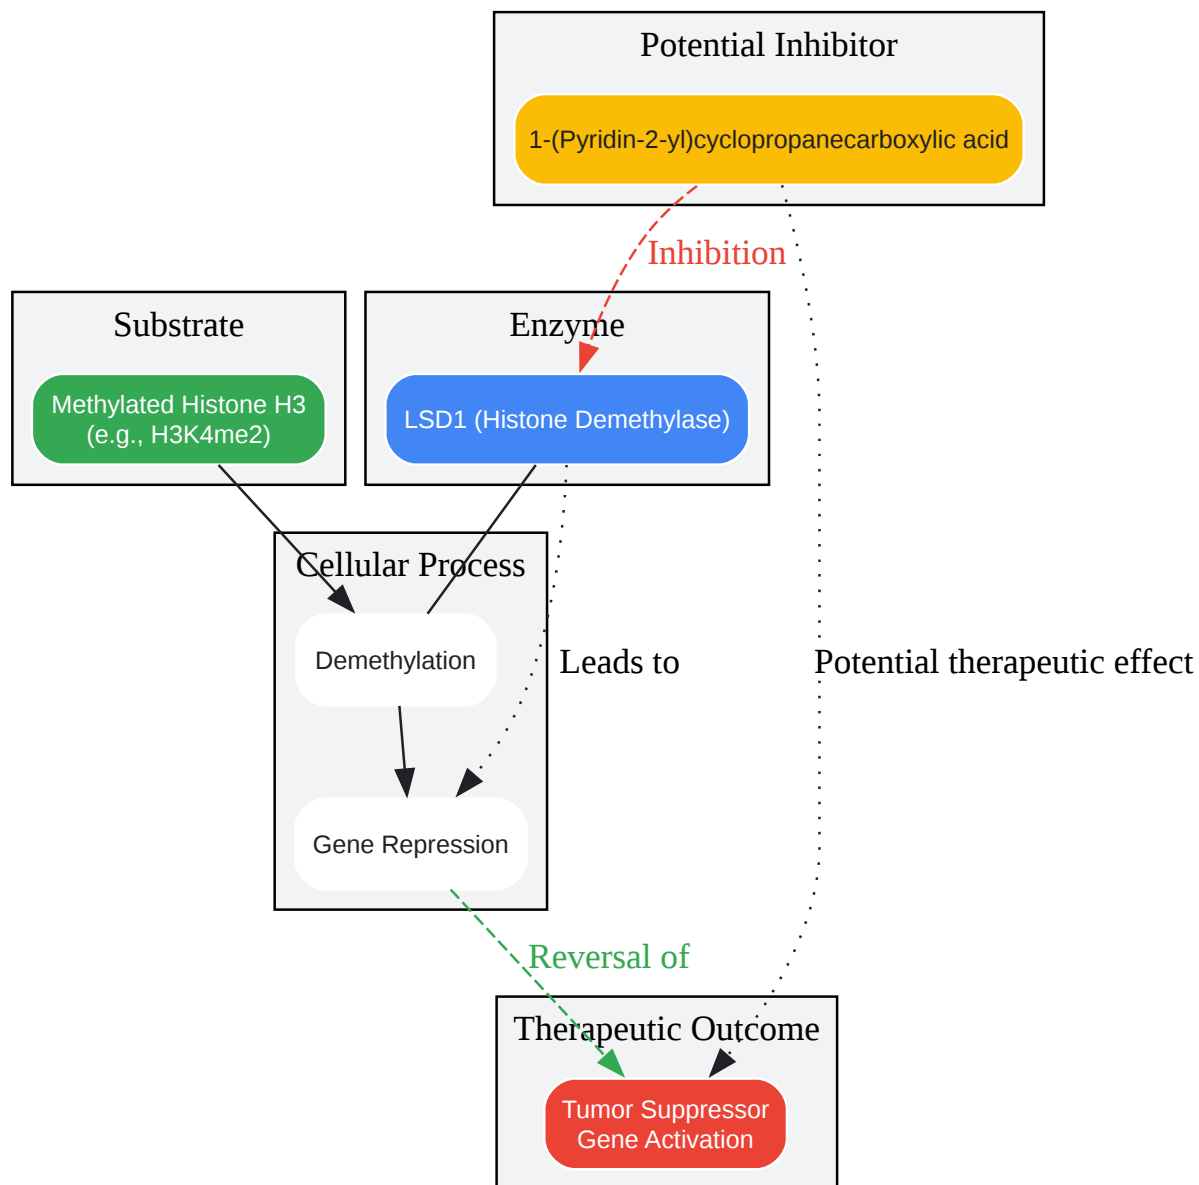 Potential Inhibitor
1-(Pyridin-2-yl)cyclopropanecarboxylic acid
Inhibition
Substrate
Enzyme
Methylated Histone H3
(e.g., H3K4me2)
LSD1 (Histone Demethylase)
Cellular Process
Demethylation
Leads to
Potential therapeutic effect
Gene Repression
Reversal of
Therapeutic Outcome
Tumor Suppressor
Gene Activation